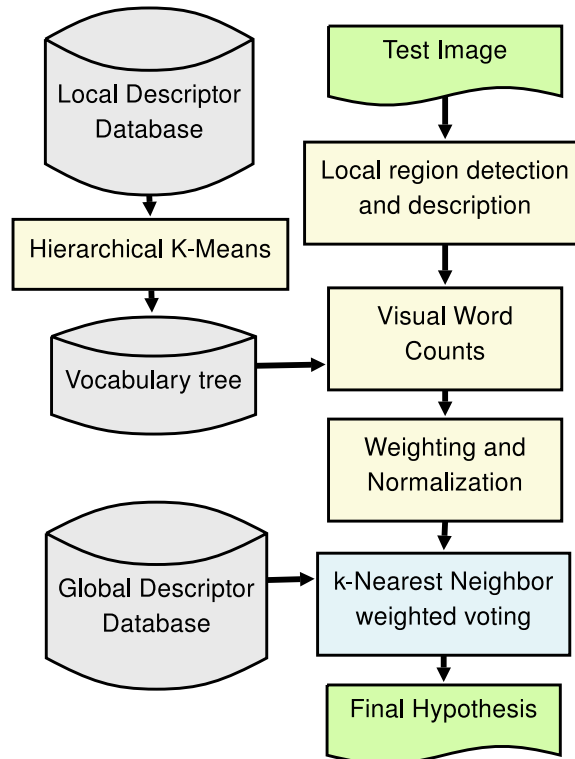 Local Descriptor
Database
Hierarchical K-Means
Vocabulary tree
Global Descriptor
Database
Test Image
Local region detection
and description
Visual Word
Counts
Weighting and
Normalization
k-Nearest Neighbor
weighted voting
Final Hypothesis